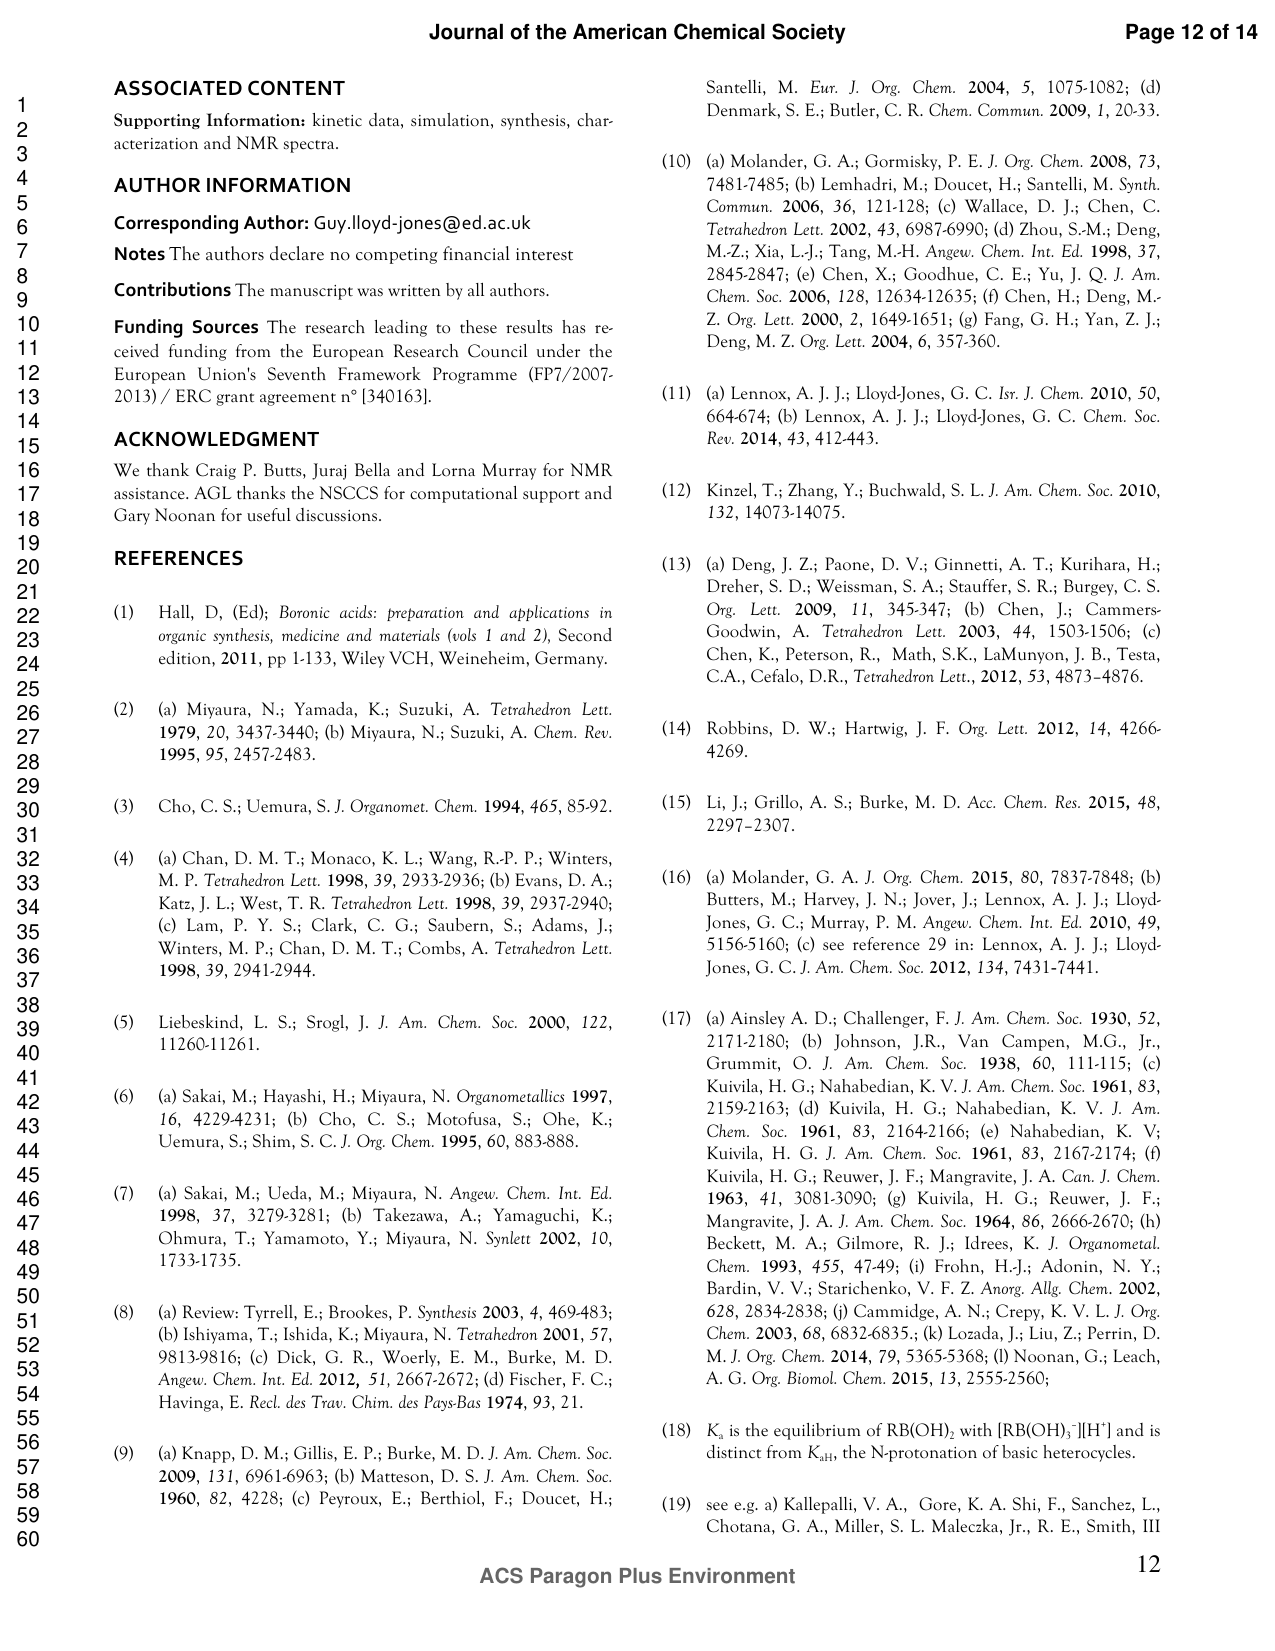 Journal of the American Chemical Society
Page 12 of 14
1
2
3
4
5
6
7
8
9
10
11
12
13
14
15
16
17
18
19
20
21
22
23
24
25
26
27
28
29
30
31
32
33
34
35
36
37
38
39
40
41
42
43
44
45
46
47
48
49
50
51
52
53
54
55
56
57
58
59
60
ASSOCIATED CONTENT
Supporting Information: kinetic data, simulation, synthesis, char-
acterization and NMR spectra.
AUTHOR INFORMATION
Corresponding Author: Guy.lloyd-jones@ed.ac.uk
Notes The authors declare no competing financial interest
Contributions The manuscript was written by all authors.
Funding Sources The research leading to these results has re-
ceived funding from the European Research Council under the
European Union's Seventh Framework Programme (FP7/2007-
2013) / ERC grant agreement n° [340163].
ACKNOWLEDGMENT
We thank Craig P. Butts, Juraj Bella and Lorna Murray for NMR
assistance. AGL thanks the NSCCS for computational support and
Gary Noonan for useful discussions.
REFERENCES
(1) Hall, D, (Ed); Boronic acids: preparation and applications in
organic synthesis, medicine and materials (vols 1 and 2), Second
edition, 2011, pp 1-133, Wiley VCH, Weineheim, Germany.
(2) (a) Miyaura, N.; Yamada, K.; Suzuki, A. Tetrahedron Lett.
1979, 20, 3437-3440; (b) Miyaura, N.; Suzuki, A. Chem. Rev.
1995, 95, 2457-2483.
(3) Cho, C. S.; Uemura, S. J. Organomet. Chem. 1994, 465, 85-92.
(4) (a) Chan, D. M. T.; Monaco, K. L.; Wang, R.-P. P.; Winters,
M. P. Tetrahedron Lett. 1998, 39, 2933-2936; (b) Evans, D. A.;
Katz, J. L.; West, T. R. Tetrahedron Lett. 1998, 39, 2937-2940;
(c) Lam, P. Y. S.; Clark, C. G.; Saubern, S.; Adams, J.;
Winters, M. P.; Chan, D. M. T.; Combs, A. Tetrahedron Lett.
1998, 39, 2941-2944.
(5) Liebeskind, L. S.; Srogl, J. J. Am. Chem. Soc. 2000, 122,
11260-11261.
(6) (a) Sakai, M.; Hayashi, H.; Miyaura, N. Organometallics 1997,
16, 4229-4231; (b) Cho, C. S.; Motofusa, S.; Ohe, K.;
Uemura, S.; Shim, S. C. J. Org. Chem. 1995, 60, 883-888.
(7) (a) Sakai, M.; Ueda, M.; Miyaura, N. Angew. Chem. Int. Ed.
1998, 37, 3279-3281; (b) Takezawa, A.; Yamaguchi, K.;
Ohmura, T.; Yamamoto, Y.; Miyaura, N. Synlett 2002, 10,
1733-1735.
(8) (a) Review: Tyrrell, E.; Brookes, P. Synthesis 2003, 4, 469-483;
(b) Ishiyama, T.; Ishida, K.; Miyaura, N. Tetrahedron 2001, 57,
9813-9816; (c) Dick, G. R., Woerly, E. M., Burke, M. D.
Angew. Chem. Int. Ed. 2012, 51, 2667-2672; (d) Fischer, F. C.;
Havinga, E. Recl. des Trav. Chim. des Pays-Bas 1974, 93, 21.
(9) (a) Knapp, D. M.; Gillis, E. P.; Burke, M. D. J. Am. Chem. Soc.
2009, 131, 6961-6963; (b) Matteson, D. S. J. Am. Chem. Soc.
1960, 82, 4228; (c) Peyroux, E.; Berthiol, F.; Doucet, H.;
Santelli, M. Eur. J. Org. Chem. 2004, 5, 1075-1082; (d)
Denmark, S. E.; Butler, C. R. Chem. Commun. 2009, 1, 20-33.
(10) (a) Molander, G. A.; Gormisky, P. E. J. Org. Chem. 2008, 73,
7481-7485; (b) Lemhadri, M.; Doucet, H.; Santelli, M. Synth.
Commun. 2006, 36, 121-128; (c) Wallace, D. J.; Chen, C.
Tetrahedron Lett. 2002, 43, 6987-6990; (d) Zhou, S.-M.; Deng,
M.-Z.; Xia, L.-J.; Tang, M.-H. Angew. Chem. Int. Ed. 1998, 37,
2845-2847; (e) Chen, X.; Goodhue, C. E.; Yu, J. Q. J. Am.
Chem. Soc. 2006, 128, 12634-12635; (f) Chen, H.; Deng, M.-
Z. Org. Lett. 2000, 2, 1649-1651; (g) Fang, G. H.; Yan, Z. J.;
Deng, M. Z. Org. Lett. 2004, 6, 357-360.
(11) (a) Lennox, A. J. J.; Lloyd-Jones, G. C. Isr. J. Chem. 2010, 50,
664-674; (b) Lennox, A. J. J.; Lloyd-Jones, G. C. Chem. Soc.
Rev. 2014, 43, 412-443.
(12) Kinzel, T.; Zhang, Y.; Buchwald, S. L. J. Am. Chem. Soc. 2010,
132, 14073-14075.
(13) (a) Deng, J. Z.; Paone, D. V.; Ginnetti, A. T.; Kurihara, H.;
Dreher, S. D.; Weissman, S. A.; Stauffer, S. R.; Burgey, C. S.
Org. Lett. 2009, 11, 345-347; (b) Chen, J.; Cammers-
Goodwin, A. Tetrahedron Lett. 2003, 44, 1503-1506; (c)
Chen, K., Peterson, R., Math, S.K., LaMunyon, J. B., Testa,
C.A., Cefalo, D.R., Tetrahedron Lett., 2012, 53, 4873–4876.
(14) Robbins, D. W.; Hartwig, J. F. Org. Lett. 2012, 14, 4266-
4269.
(15) Li, J.; Grillo, A. S.; Burke, M. D. Acc. Chem. Res. 2015, 48,
2297–2307.
(16) (a) Molander, G. A. J. Org. Chem. 2015, 80, 7837-7848; (b)
Butters, M.; Harvey, J. N.; Jover, J.; Lennox, A. J. J.; Lloyd-
Jones, G. C.; Murray, P. M. Angew. Chem. Int. Ed. 2010, 49,
5156-5160; (c) see reference 29 in: Lennox, A. J. J.; Lloyd-
Jones, G. C. J. Am. Chem. Soc. 2012, 134, 7431-7441.
(17) (a) Ainsley A. D.; Challenger, F. J. Am. Chem. Soc. 1930, 52,
2171-2180; (b) Johnson, J.R., Van Campen, M.G., Jr.,
Grummit, O. J. Am. Chem. Soc. 1938, 60, 111-115; (c)
Kuivila, H. G.; Nahabedian, K. V. J. Am. Chem. Soc. 1961, 83,
2159-2163; (d) Kuivila, H. G.; Nahabedian, K. V. J. Am.
Chem. Soc. 1961, 83, 2164-2166; (e) Nahabedian, K. V;
Kuivila, H. G. J. Am. Chem. Soc. 1961, 83, 2167-2174; (f)
Kuivila, H. G.; Reuwer, J. F.; Mangravite, J. A. Can. J. Chem.
1963, 41, 3081-3090; (g) Kuivila, H. G.; Reuwer, J. F.;
Mangravite, J. A. J. Am. Chem. Soc. 1964, 86, 2666-2670; (h)
Beckett, M. A.; Gilmore, R. J.; Idrees, K. J. Organometal.
Chem. 1993, 455, 47-49; (i) Frohn, H.-J.; Adonin, N. Y.;
Bardin, V. V.; Starichenko, V. F. Z. Anorg. Allg. Chem. 2002,
628, 2834-2838; (j) Cammidge, A. N.; Crepy, K. V. L. J. Org.
Chem. 2003, 68, 6832-6835.; (k) Lozada, J.; Liu, Z.; Perrin, D.
M. J. Org. Chem. 2014, 79, 5365-5368; (l) Noonan, G.; Leach,
A. G. Org. Biomol. Chem. 2015, 13, 2555-2560;
(18) Kₐ is the equilibrium of RB(OH)₂ with [RB(OH)₃⁻][H⁺] and is
distinct from KₐH, the N-protonation of basic heterocycles.
(19) see e.g. a) Kallepalli, V. A., Gore, K. A. Shi, F., Sanchez, L.,
Chotana, G. A., Miller, S. L. Maleczka, Jr., R. E., Smith, III
12
ACS Paragon Plus Environment